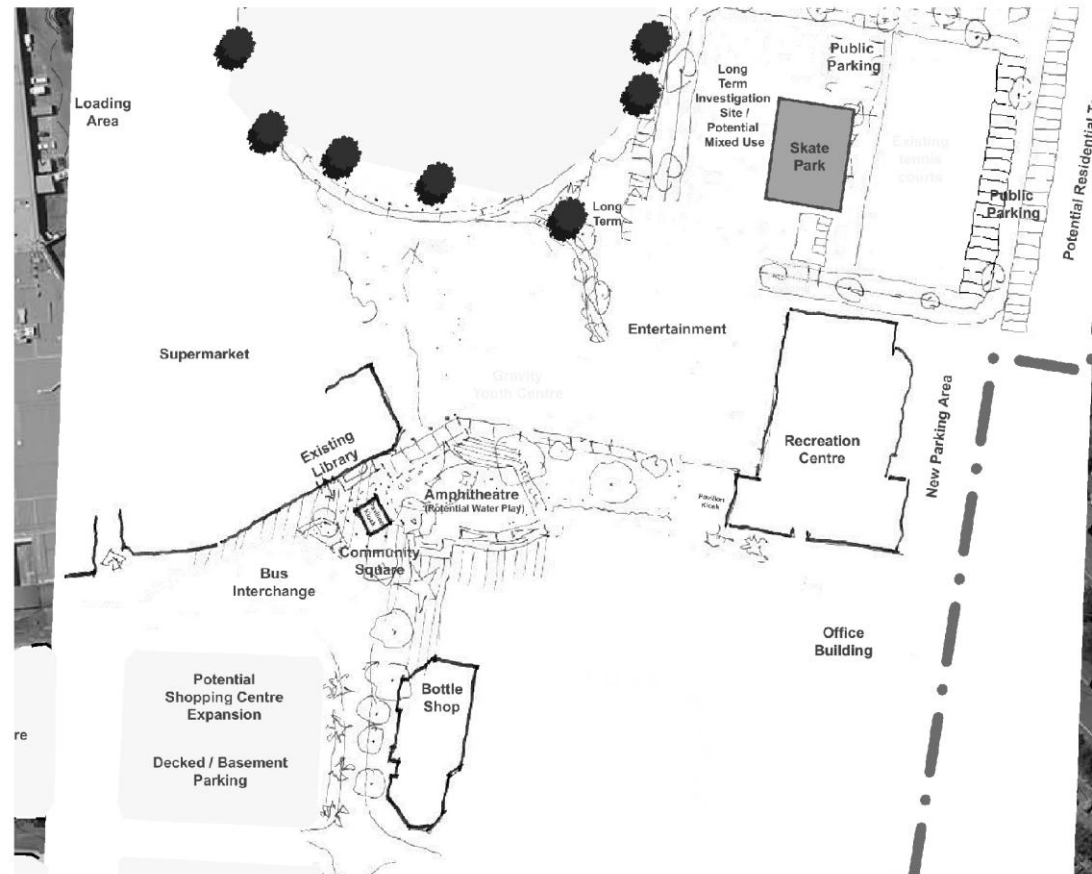 Loading
Area
Long
Term
Investigation
Site /
Potential
Mixed Use
Public
Parking
Skate
Park
Existing
tennis
courts
Public
Parking
Potential Residential
Long
Term
Entertainment
Supermarket
Gravity
Youth Centre
Existing
Library
Recreation
Centre
New Parking Area
Amphitheatre
(Potential Water Play)
Pavilion
Kiosk
Pavilion
Kiosk
Community
Square
Bus
Interchange
Office
Building
Potential
Shopping Centre
Expansion
Decked / Basement
Parking
Bottle
Shop
re